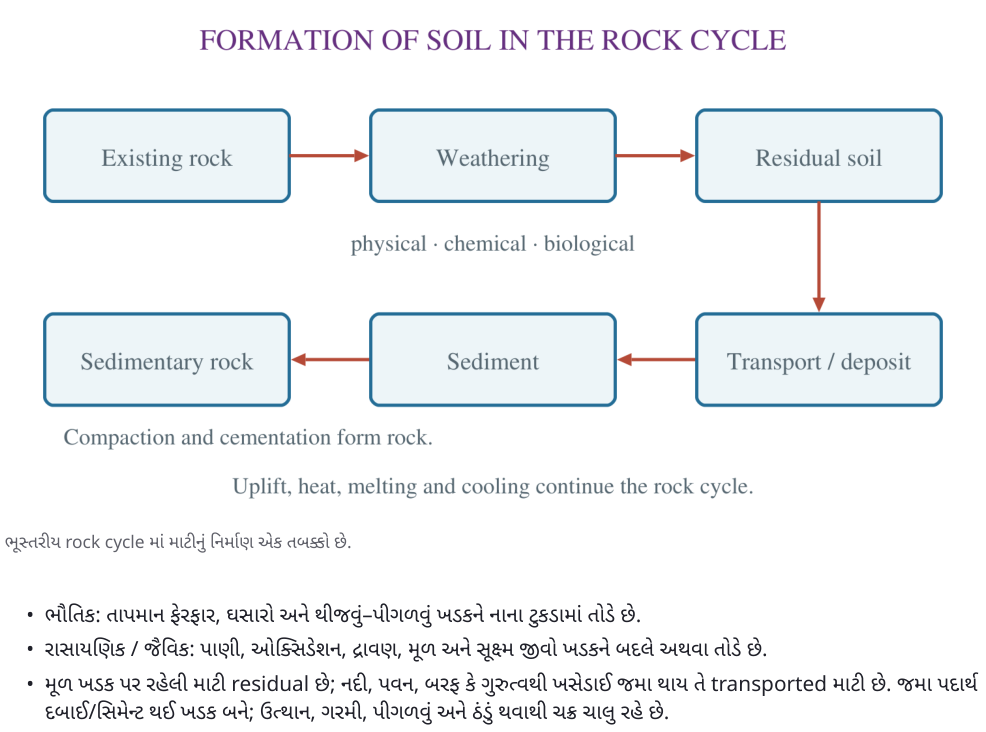 FORMATION OF SOIL IN THE ROCK CYCLE
Existing rock
Weathering
Residual soil
physical · chemical · biological
Sedimentary rock
Sediment
Transport / deposit
Compaction and cementation form rock.
Uplift, heat, melting and cooling continue the rock cycle.
ભૂસ્તરીય rock cycle માં માટીનું નિર્માણ એક તબક્કો છે.
• ભૌતિક: તાપમાન ફેરફાર, ઘસારો અને થીજવું–પીગળવું ખડકને નાના ટુકડામાં તોડે છે.
• રાસાયણિક / જૈવિક: પાણી, ઓક્સિડેશન, દ્રાવણ, મૂળ અને સૂક્ષ્મ જીવો ખડકને બદલે અથવા તોડે છે.
• મૂળ ખડક પર રહેલી માટી residual છે; નદી, પવન, બરફ કે ગુરુત્વથી ખસેડાઈ જમા થાય તે transported માટી છે. જમા પદાર્થ
દબાઈ/સિમેન્ટ થઈ ખડક બને; ઉત્થાન, ગરમી, પીગળવું અને ઠંડું થવાથી ચક્ર ચાલુ રહે છે.